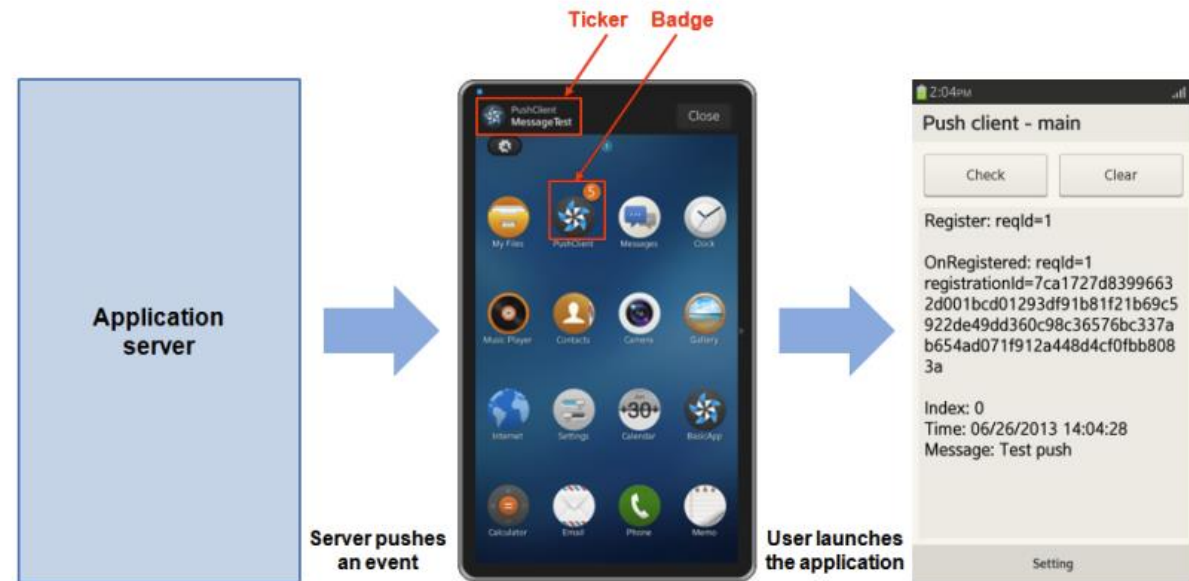 Ticker Badge
Application
server
Server pushes
an event
PushClient
MessageTest
Close
5
My Files PushClient Messages Clock
Music Player Contacts Camera Gallery
30
Internet Settings Calendar BasicApp
Calculator Email Phone Memo
User launches
the application
2:04PM
Push client - main
Check Clear
Register: reqId=1
OnRegistered: reqId=1
registrationId=7ca1727d8399663
2d001bcd01293df91b81f21b69c5
922de49dd360c98c36576bc337a
b654ad071f912a448d4cf0fbb808
3a
Index: 0
Time: 06/26/2013 14:04:28
Message: Test push
Setting